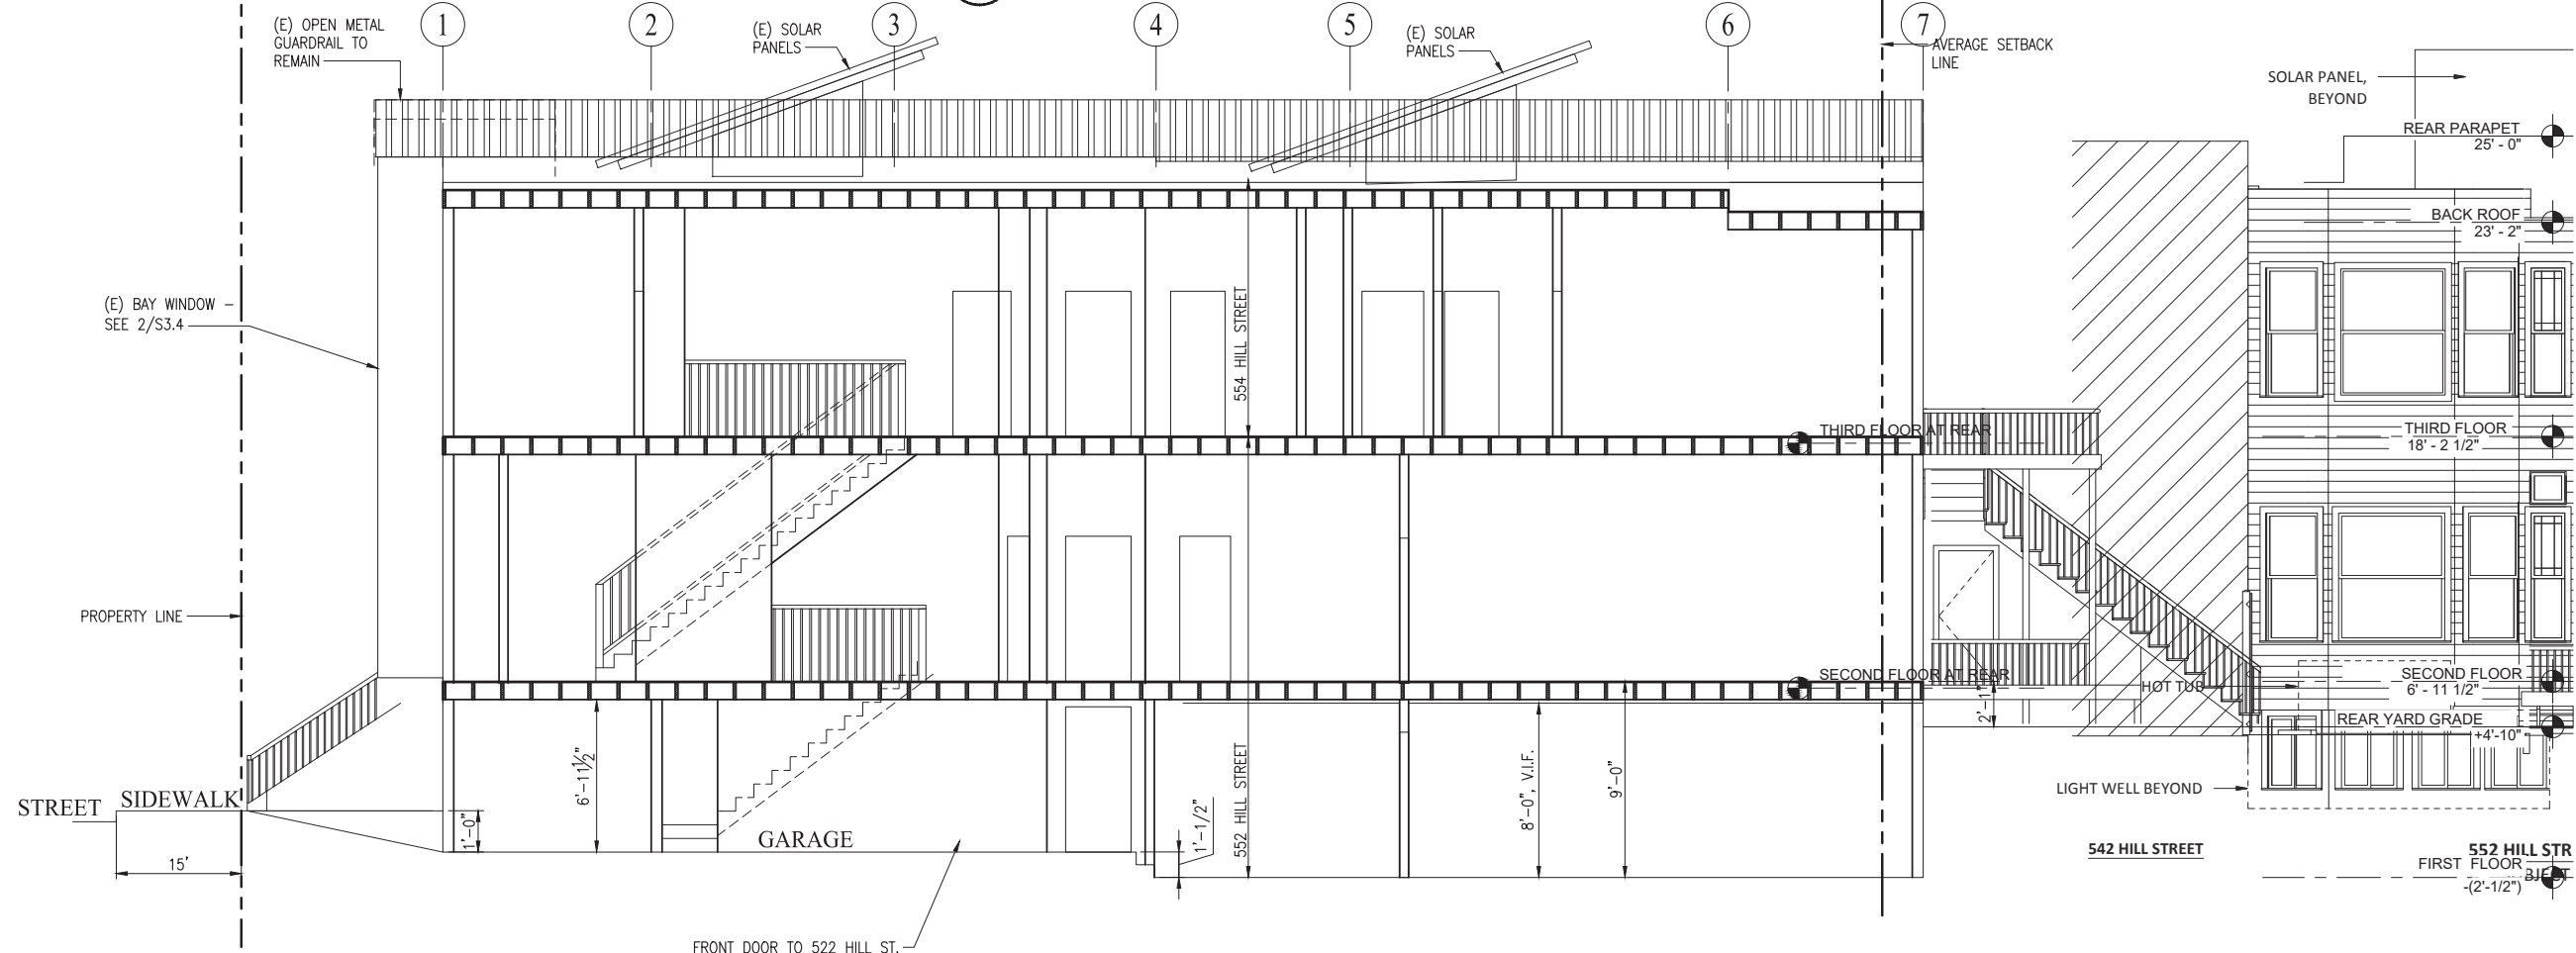 (E) OPEN METAL
GUARDRAIL TO
REMAIN
1
2
(E) SOLAR
PANELS
3
4
5
(E) SOLAR
PANELS
6
7
AVERAGE SETBACK
LINE
SOLAR PANEL,
BEYOND
REAR PARAPET
25' - 0"
BACK ROOF
23' - 2"
(E) BAY WINDOW -
SEE 2/S3.4
554 HILL STREET
THIRD FLOOR AT REAR
THIRD FLOOR
18' - 2 1/2"
PROPERTY LINE
SECOND FLOOR AT REAR
HOT TUB
SECOND FLOOR
6' - 11 1/2"
REAR YARD GRADE
+4'-10"
6'-11½"
552 HILL STREET
8'-0", V.I.F.
9'-0"
LIGHT WELL BEYOND
STREET
SIDEWALK
1'-0"
GARAGE
1'-1/2"
15'
542 HILL STREET
552 HILL STR
FIRST FLOOR
-(2'-1/2")
FRONT DOOR TO 522 HILL ST.